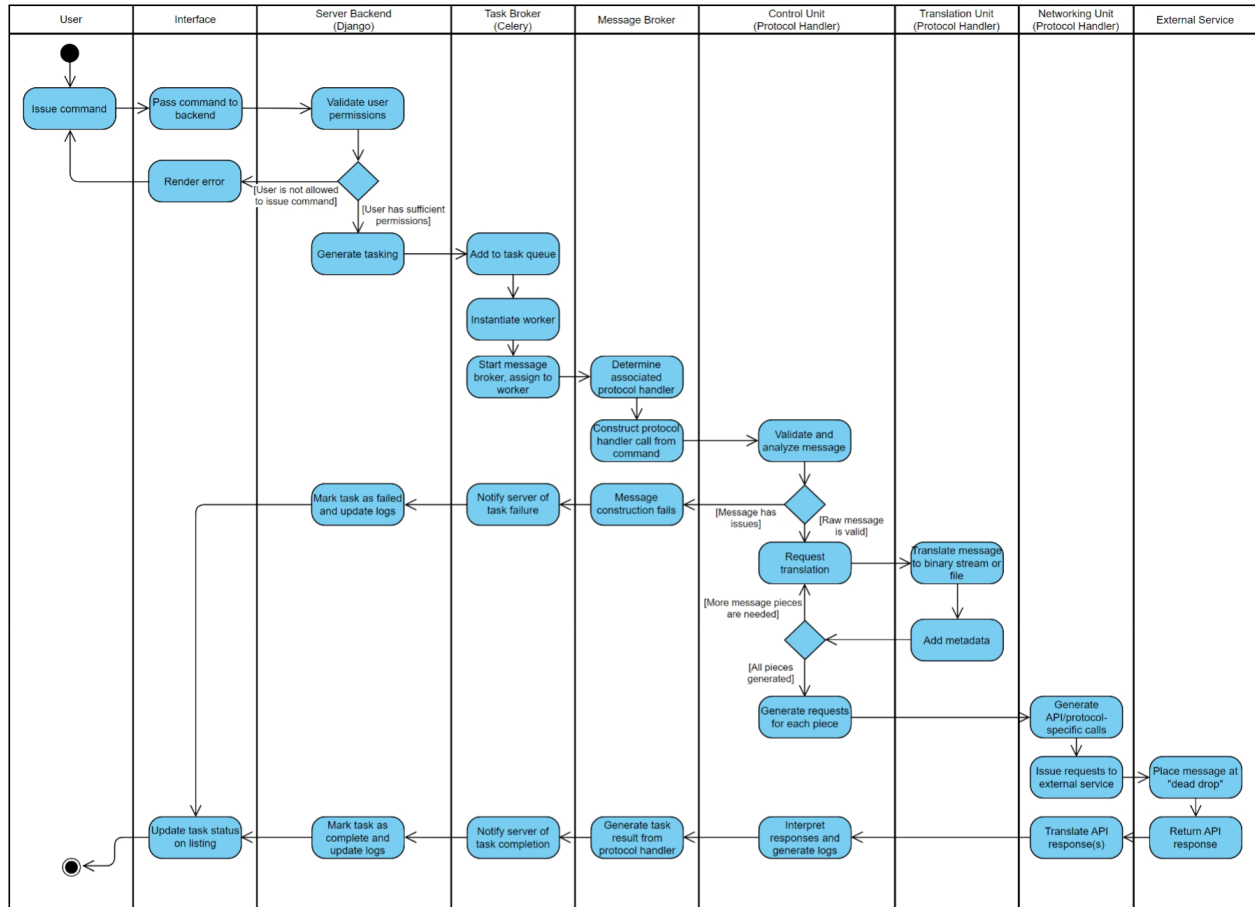 User
Interface
Server Backend
(Django)
Task Broker
(Celery)
Message Broker
Control Unit
(Protocol Handler)
Translation Unit
(Protocol Handler)
Networking Unit
(Protocol Handler)
External Service
Issue command
Pass command to
backend
Validate user
permissions
Render error
[User is not allowed
to issue command]
[User has sufficient
permissions]
Generate tasking
Add to task queue
Instantiate worker
Start message
broker, assign to
worker
Determine
associated
protocol handler
Construct protocol
handler call from
command
Validate and
analyze message
Mark task as failed
and update logs
Notify server of
task failure
Message
construction fails
[Message has
issues]
[Raw message
is valid]
Request
translation
Translate message
to binary stream or
file
[More message pieces
are needed]
Add metadata
[All pieces
generated]
Generate requests
for each piece
Generate
API/protocol-
specific calls
Issue requests to
external service
Place message at
"dead drop"
Update task status
on listing
Mark task as
complete and
update logs
Notify server of
task completion
Generate task
result from
protocol handler
Interpret
responses and
generate logs
Translate API
response(s)
Return API
response